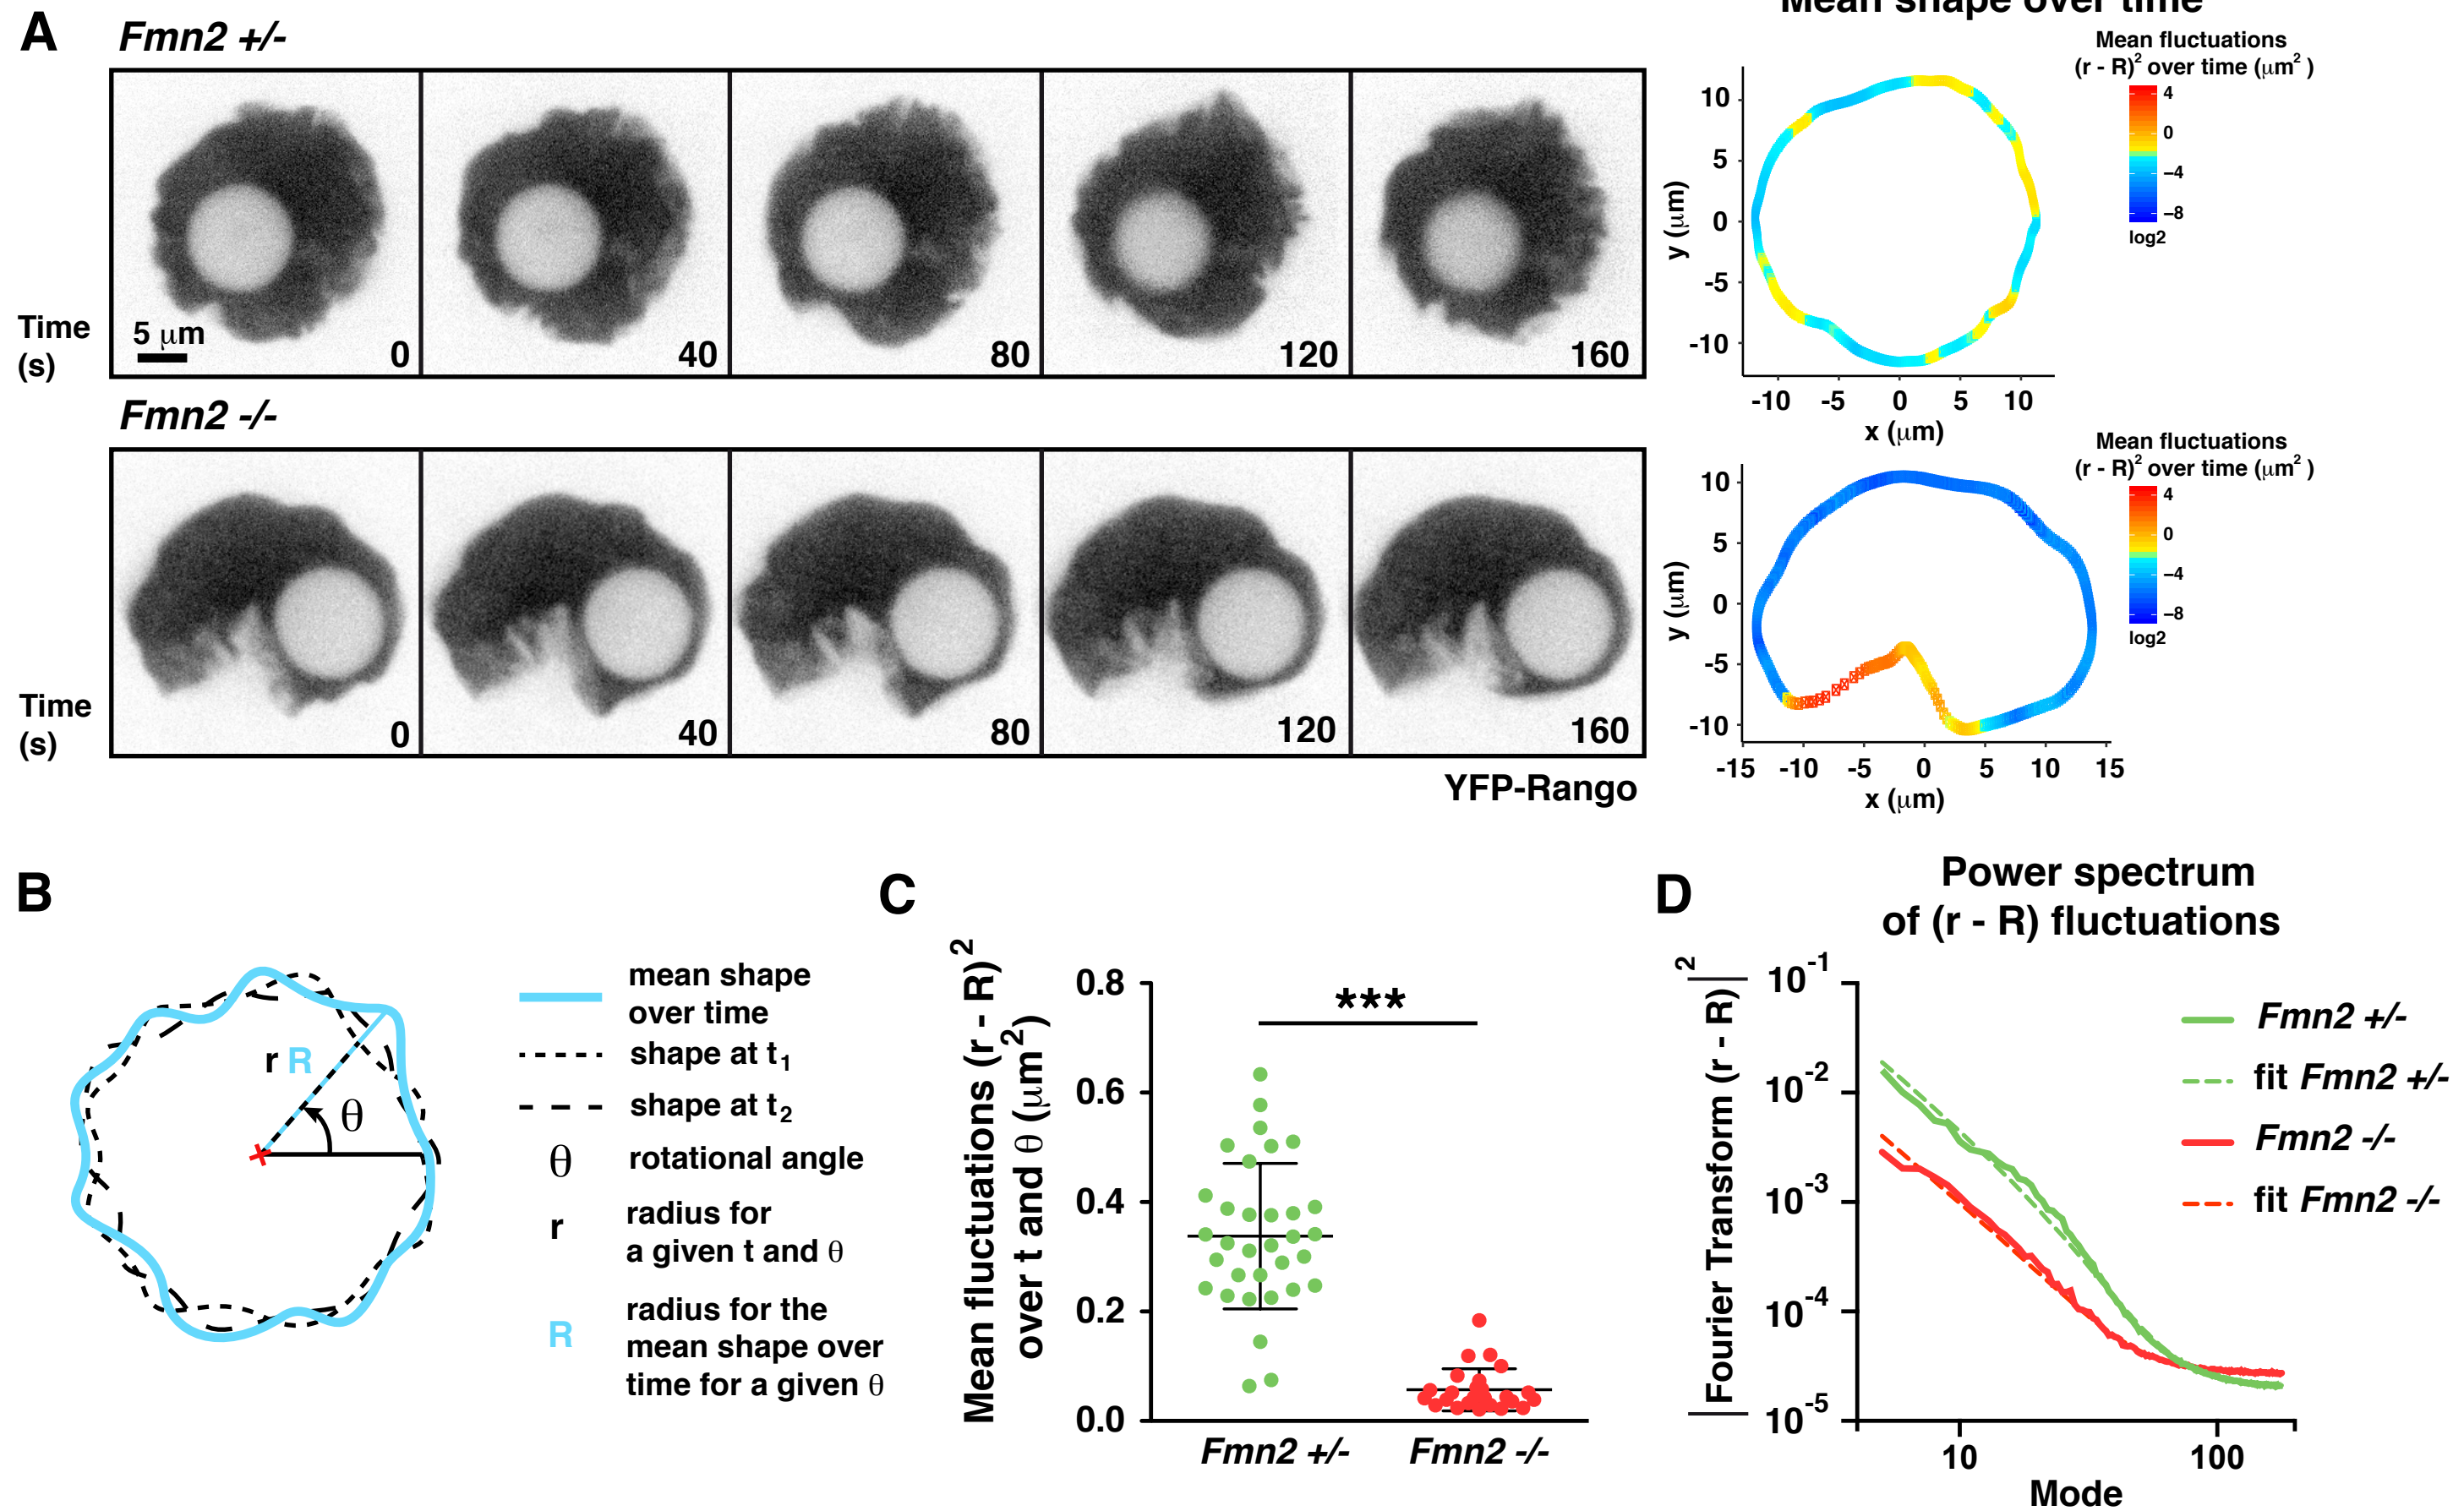 A
Fmn2 +/-
Mean shape over time
Time
(s)
5 μm
0
40
80
120
160
Mean fluctuations
(r - R)² over time (μm²)
4
0
−4
−8
log2
y (μm)
10
5
0
-5
-10
-10 -5 0 5 10
x (μm)
Fmn2 -/-
Time
(s)
0
40
80
120
160
YFP-Rango
Mean fluctuations
(r - R)² over time (μm²)
4
0
−4
−8
log2
y (μm)
10
5
0
-5
-10
-15 -10 -5 0 5 10 15
x (μm)
B
r R
θ
mean shape
over time
shape at t₁
shape at t₂
θ rotational angle
r radius for
a given t and θ
R radius for the
mean shape over
time for a given θ
C
Mean fluctuations (r - R)²
over t and θ (μm²)
0.8
0.6
0.4
0.2
0.0
***
Fmn2 +/- Fmn2 -/-
D
Power spectrum
of (r - R) fluctuations
|Fourier Transform (r - R)|²
10⁻¹
10⁻²
10⁻³
10⁻⁴
10⁻⁵
10 100
Mode
Fmn2 +/-
fit Fmn2 +/-
Fmn2 -/-
fit Fmn2 -/-